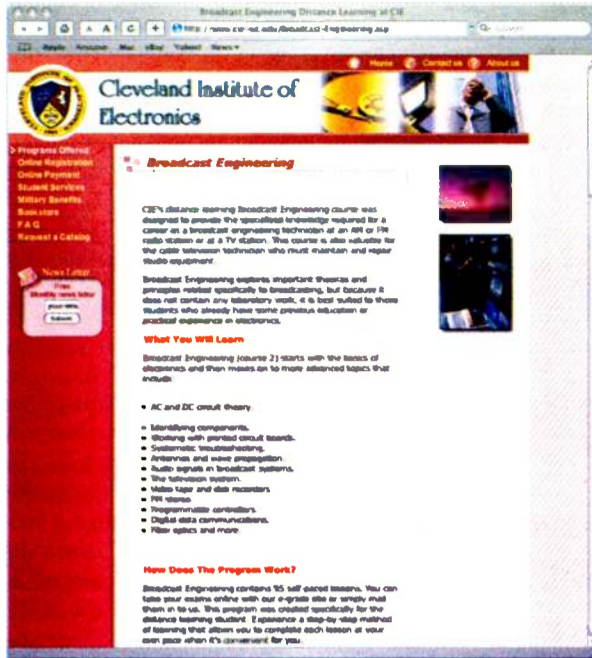 Broadcast Engineering Distance Learning at CIE
Apple Amazon Mac eBay Yahoo! News
Home Contact us About us
Cleveland Institute of
Electronics
Programs Offered
Online Registration
Online Payment
Student Services
Military Benefits
Bookstore
F A Q
Request a Catalog
News Letter
Free
Monthly news letter
Submit
Broadcast Engineering
CIE's distance learning Broadcast Engineering course was
designed to provide the specialized knowledge required for a
career as a broadcast engineering technician at an AM or FM
radio station or at a TV station. This course is also valuable for
the cable television technician who must maintain and repair
studio equipment.
Broadcast Engineering explores important theories and
principles related specifically to broadcasting, but because it
does not contain any laboratory work, it is best suited to those
students who already have some previous education or
practical experience in electronics.
What You Will Learn
Broadcast Engineering (course 2) starts with the basics of
electronics and then moves on to more advanced topics that
include:
• AC and DC circuit theory
• Identifying components.
• Working with printed circuit boards.
• Systematic troubleshooting.
• Antennas and wave propagation.
• Audio signals in broadcast systems.
• The television system.
• Video tape and disk recorders
• FM stereo
• Programmable controllers.
• Digital data communications.
• Fiber optics and more
How Does The Program Work?
Broadcast Engineering contains 95 self-paced lessons. You can
take your exams online with our e-grade site or simply mail
them in to us. This program was created specifically for the
distance learning student. Experience a step-by-step method
of learning that allows you to complete each lesson at your
own pace when it's convenient for you.